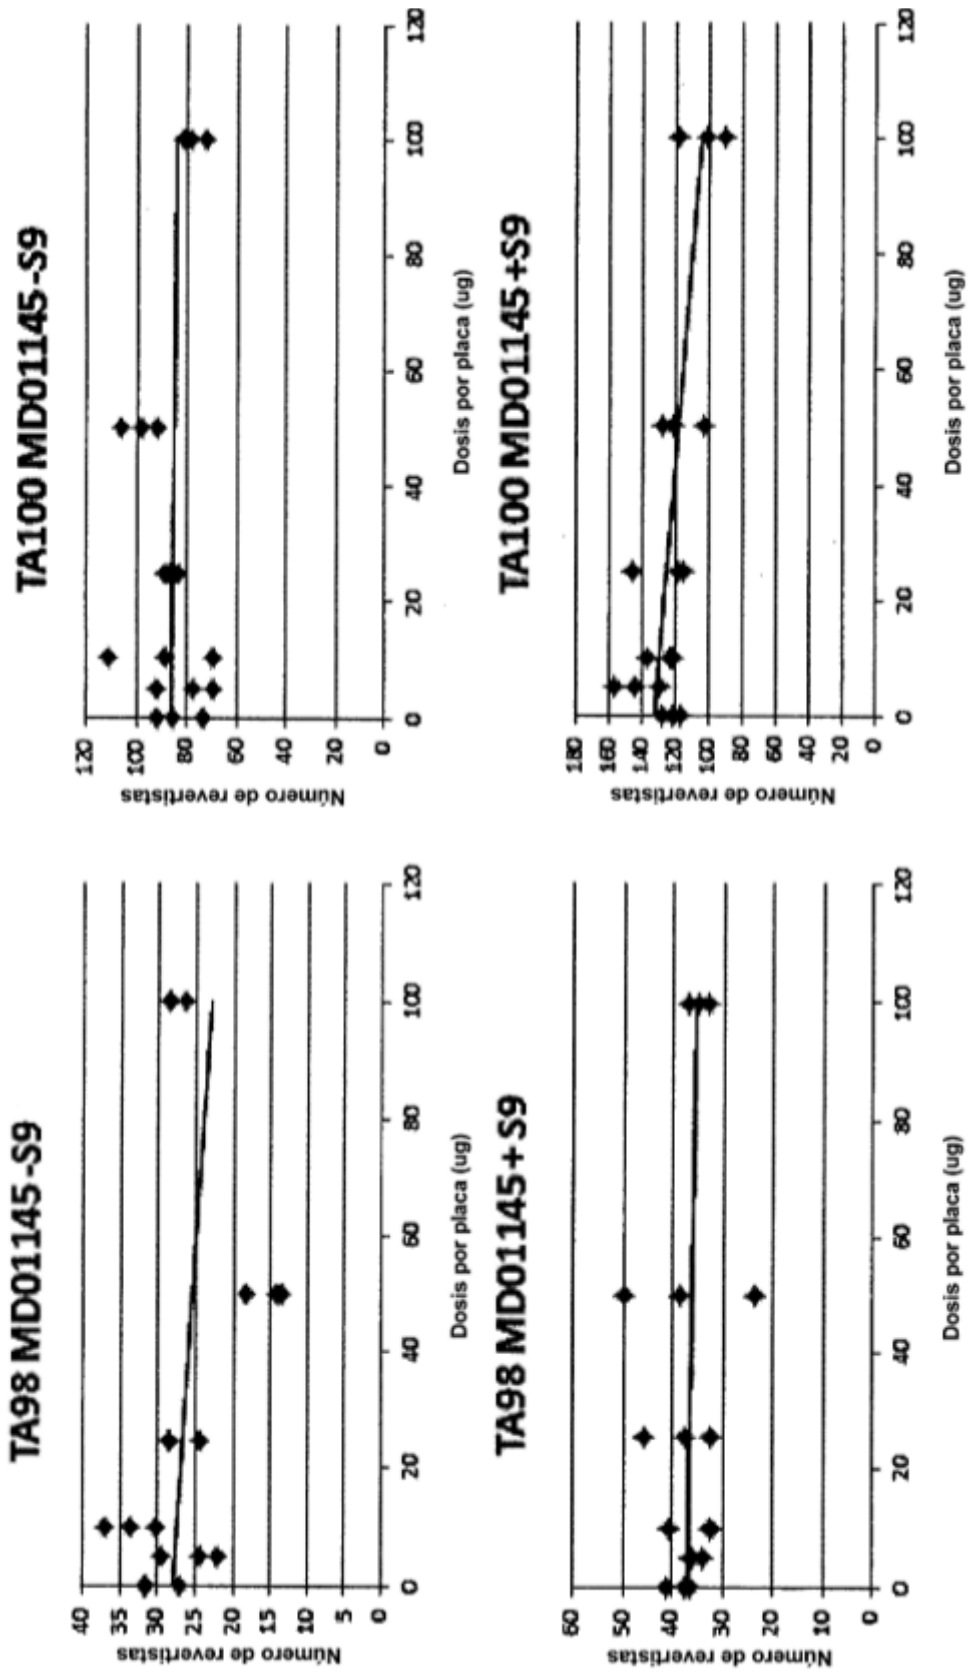 TA98 MD01145-S9
Número de revertistas
40
35
30
25
20
15
10
5
0
0 20 40 60 80 100 120
Dosis por placa (ug)
TA100 MD01145-S9
Número de revertistas
120
100
80
60
40
20
0
0 20 40 60 80 100 120
Dosis por placa (ug)
TA98 MD01145+S9
Número de revertistas
60
50
40
30
20
10
0
0 20 40 60 80 100 120
Dosis por placa (ug)
TA100 MD01145+S9
Número de revertistas
180
160
140
120
100
80
60
40
20
0
0 20 40 60 80 100 120
Dosis por placa (ug)